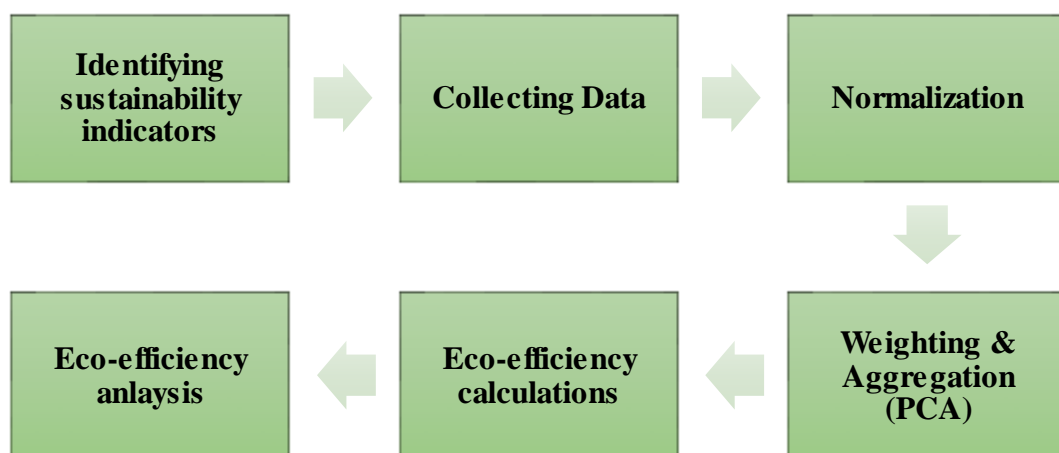 Identifying
sustainability
indicators
Collecting Data
Normalization
Weighting &
Aggregation
(PCA)
Eco-efficiency
calculations
Eco-efficiency
anlaysis